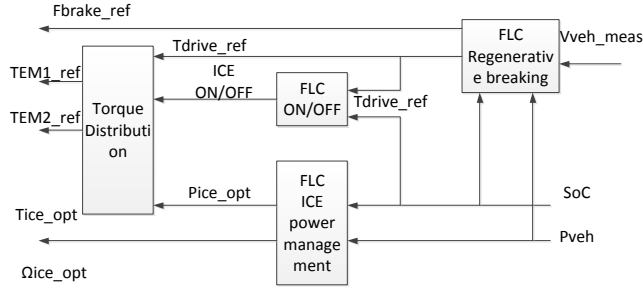 Fbrake_ref
FLC
Regenerativ
e breaking
Vveh_meas
Tdrive_ref
TEM1_ref
ICE
ON/OFF
FLC
ON/OFF
Tdrive_ref
Torque
Distributi
on
TEM2_ref
FLC
ICE
power
manage
ment
Pice_opt
SoC
Tice_opt
Pveh
Ωice_opt